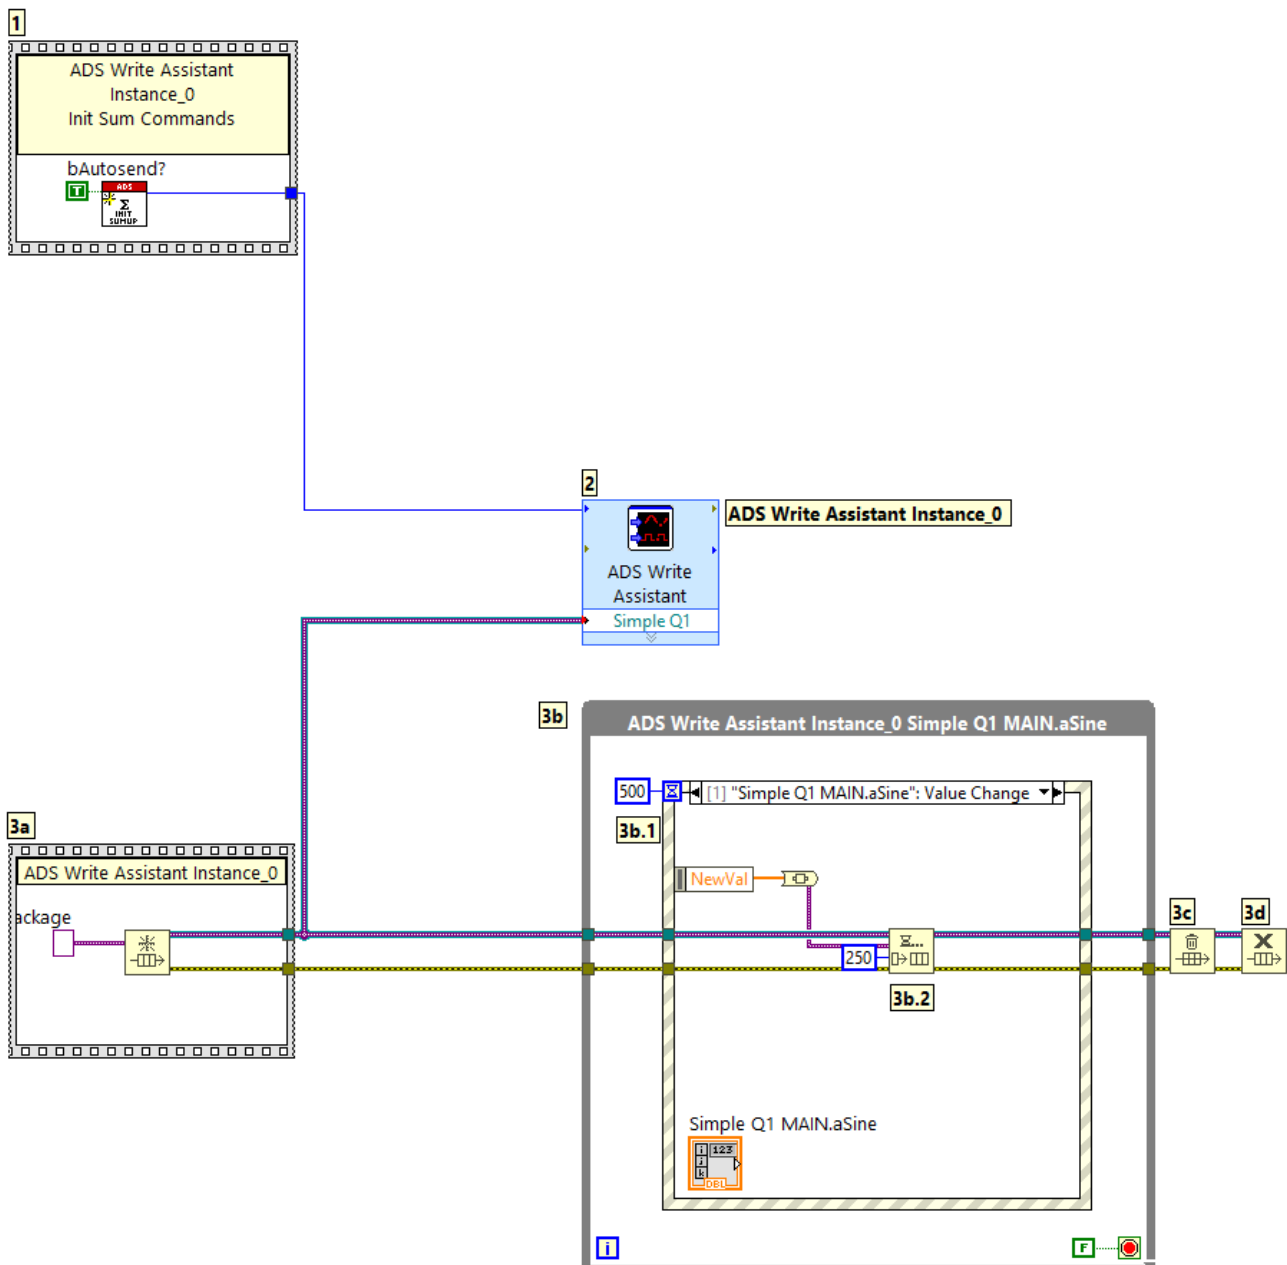 1
ADS Write Assistant
Instance_0
Init Sum Commands
bAutosend?
T
ADS
Σ
INIT
SUMUP
2
ADS Write Assistant Instance_0
ADS Write
Assistant
Simple Q1
3b
ADS Write Assistant Instance_0 Simple Q1 MAIN.aSine
500
[1] "Simple Q1 MAIN.aSine": Value Change
3b.1
3a
ADS Write Assistant Instance_0
ackage
NewVal
250
3b.2
3c
3d
Simple Q1 MAIN.aSine
i
j
k
123
DBL
i
F